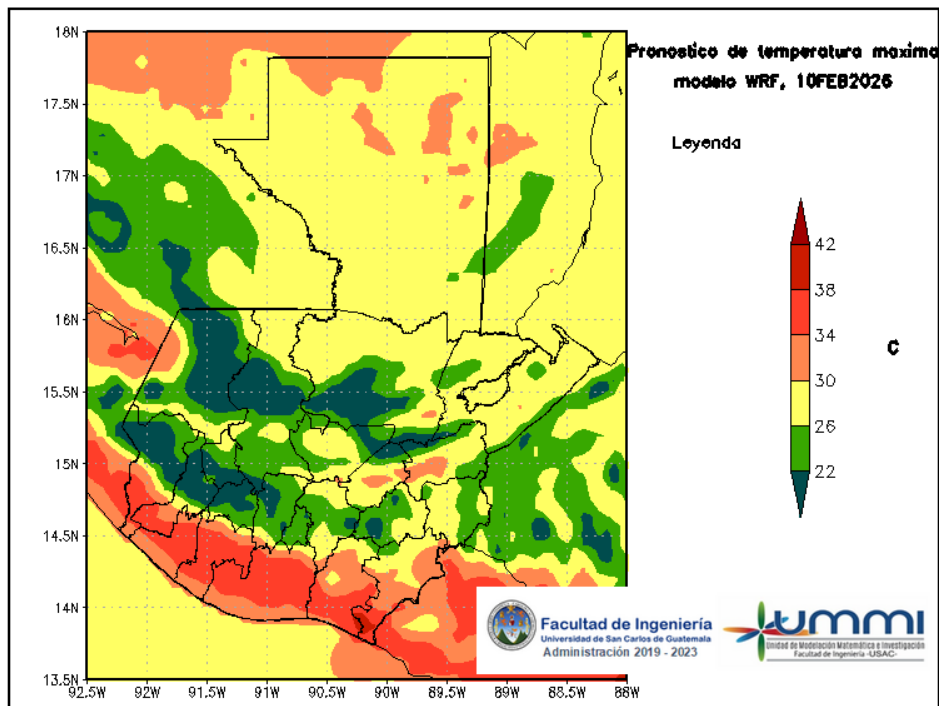 Pronostico de temperatura maxima
modelo WRF, 10FEB2026
Leyenda
42
38
34
30
26
22
C
18N
17.5N
17N
16.5N
16N
15.5N
15N
14.5N
14N
13.5N
92.5W
92W
91.5W
91W
90.5W
90W
89.5W
89W
88.5W
88W
Facultad de Ingeniería
Universidad de San Carlos de Guatemala
Administración 2019 - 2023
ummi
Unidad de Modelación Matemática e Investigación
Facultad de Ingeniería -USAC-